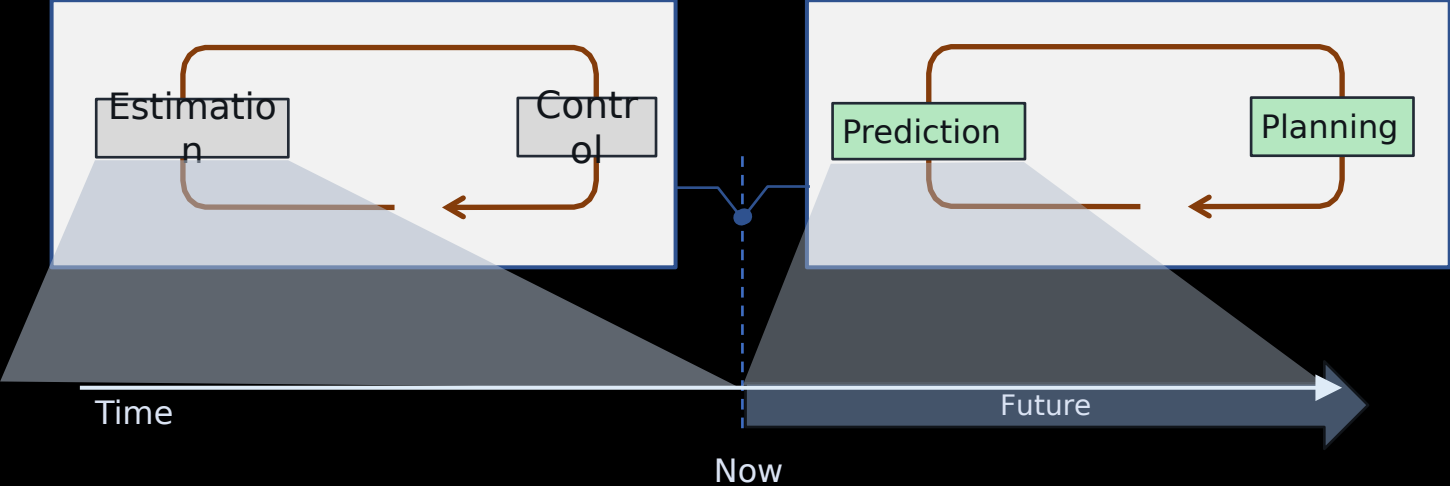 Estimatio
n
Contr
ol
Prediction
Planning
Time
Future
Now